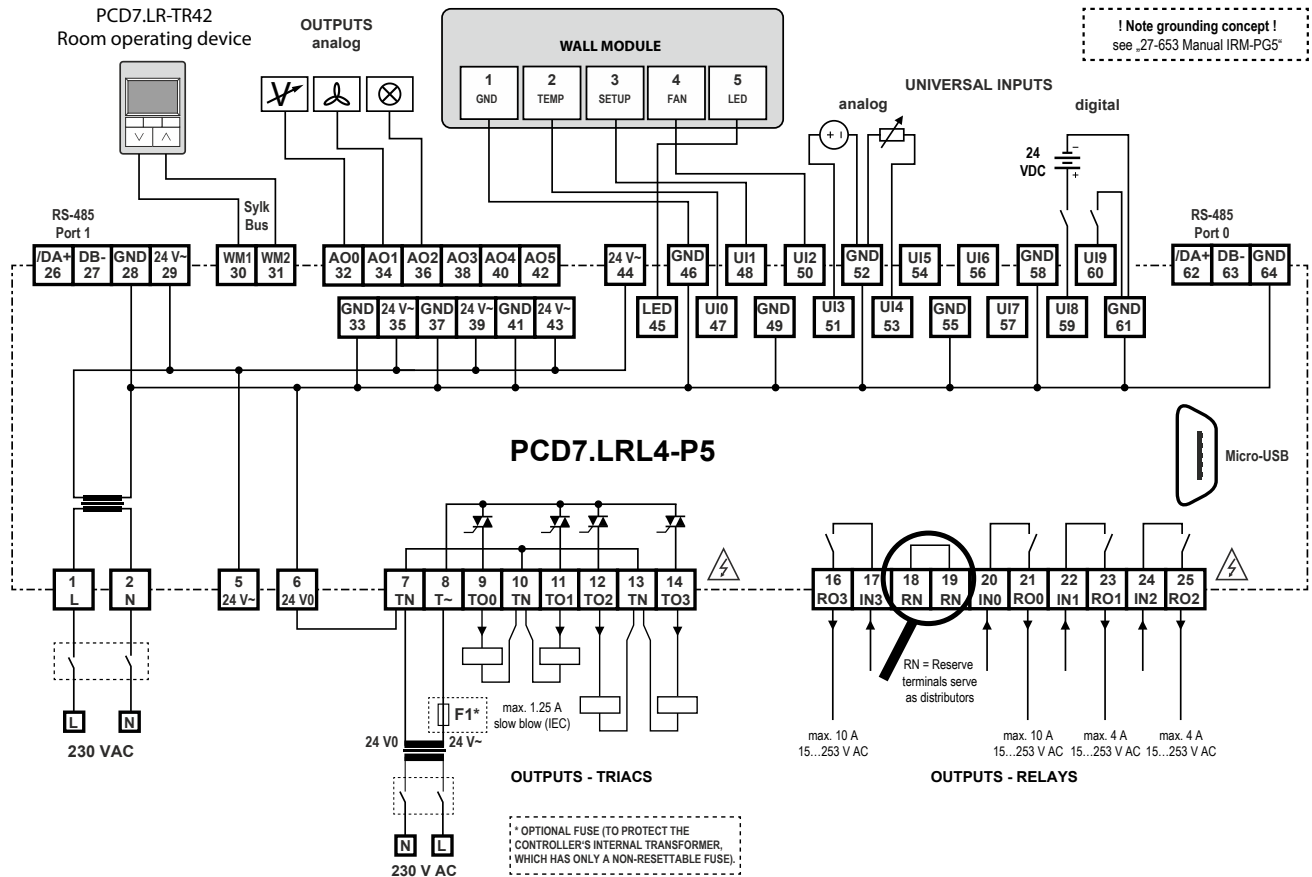 PCD7.LR-TR42
Room operating device
OUTPUTS
analog
WALL MODULE
1 2 3 4 5
GND TEMP SETUP FAN LED
! Note grounding concept !
see „27-653 Manual IRM-PG5“
UNIVERSAL INPUTS
analog
digital
+ I
24
VDC
−
+
RS-485
Port 1
Sylk
Bus
RS-485
Port 0
/DA+ DB- GND 24 V~
26 27 28 29
WM1 WM2
30 31
AO0 AO1 AO2 AO3 AO4 AO5
32 34 36 38 40 42
24 V~
44
GND
46
UI1
48
UI2
50
GND
52
UI5
54
UI6
56
GND
58
UI9
60
/DA+ DB- GND
62 63 64
GND 24 V~ GND 24 V~ GND 24 V~
33 35 37 39 41 43
LED
45
UI0
47
GND
49
UI3
51
UI4
53
GND
55
UI7
57
UI8
59
GND
61
PCD7.LRL4-P5
Micro-USB
1 2
L N
5
24 V~
6
24 V0
7 8 9 10 11 12 13 14
TN T~ TO0 TN TO1 TO2 TN TO3
16 17 18 19 20 21 22 23 24 25
RO3 IN3 RN RN IN0 RO0 IN1 RO1 IN2 RO2
RN = Reserve
terminals serve
as distributors
L N
230 VAC
F1*
max. 1.25 A
slow blow (IEC)
24 V0
24 V~
N L
230 V AC
OUTPUTS - TRIACS
* OPTIONAL FUSE (TO PROTECT THE
CONTROLLER'S INTERNAL TRANSFORMER,
WHICH HAS ONLY A NON-RESETTABLE FUSE).
max. 10 A
15...253 V AC
max. 10 A
15...253 V AC
max. 4 A
15...253 V AC
max. 4 A
15...253 V AC
OUTPUTS - RELAYS